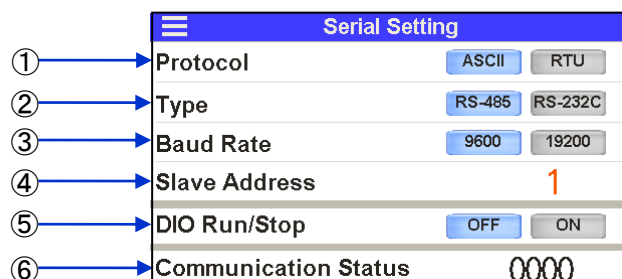 Serial Setting
① Protocol ASCII RTU
② Type RS-485 RS-232C
③ Baud Rate 9600 19200
④ Slave Address 1
⑤ DIO Run/Stop OFF ON
⑥ Communication Status 0000